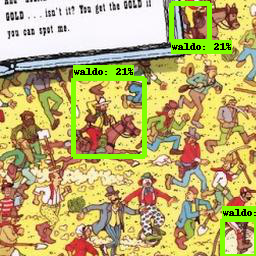 GOLD . . . isn't it? You get the GOLD if
you can spot me.
waldo: 21%
waldo: 21%
waldo: